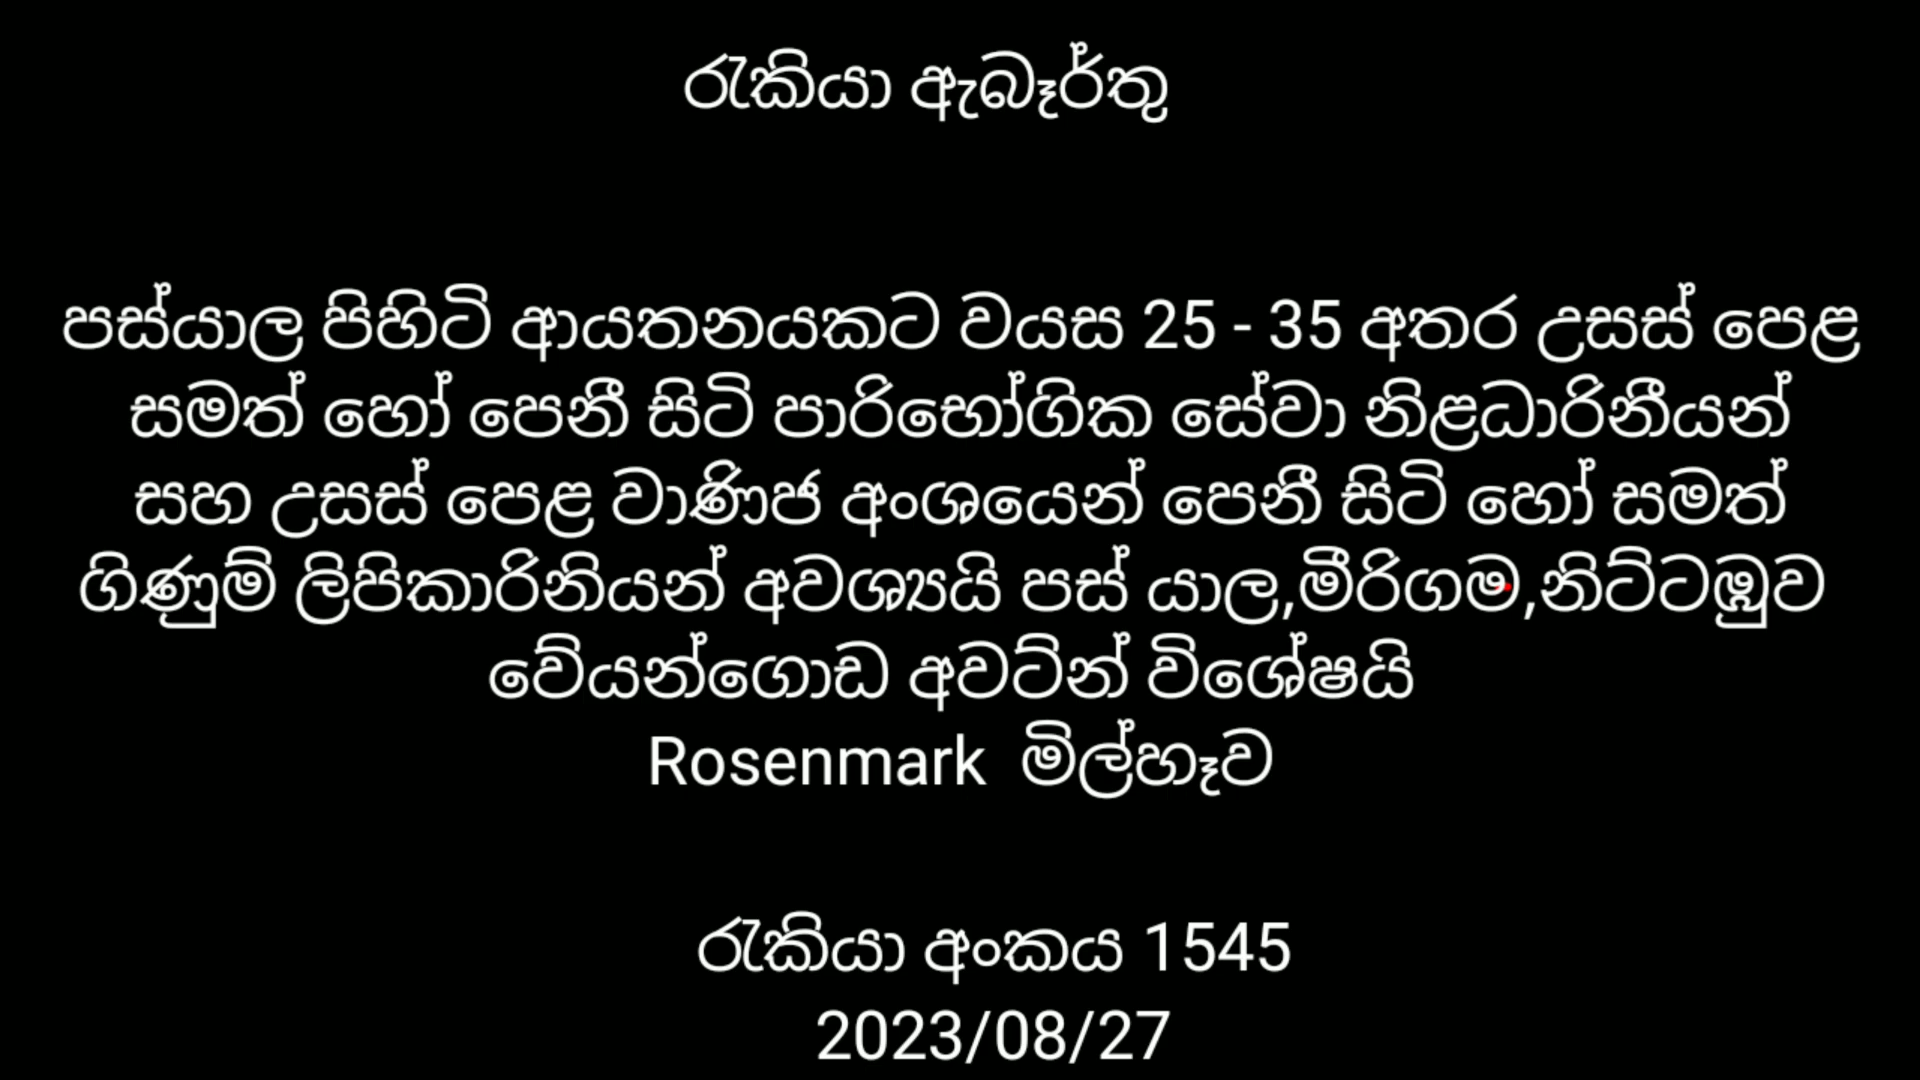 රැකියා ඇබෑර්තු
පස්යාල පිහිටි ආයතනයකට වයස 25 - 35 අතර උසස් පෙළ
සමත් හෝ පෙනී සිටි පාරිභෝගික සේවා නිළධාරිනීයන්
සහ උසස් පෙළ වාණිජ අංශයෙන් පෙනී සිටි හෝ සමත්
ගිණුම් ලිපිකාරිනියන් අවශ්‍යයි පස් යාල,මීරිගම,නිට්ටඹුව
වේයන්ගොඩ අවට්න් විශේෂයි
Rosenmark මිල්හෑව
රැකියා අංකය 1545
2023/08/27